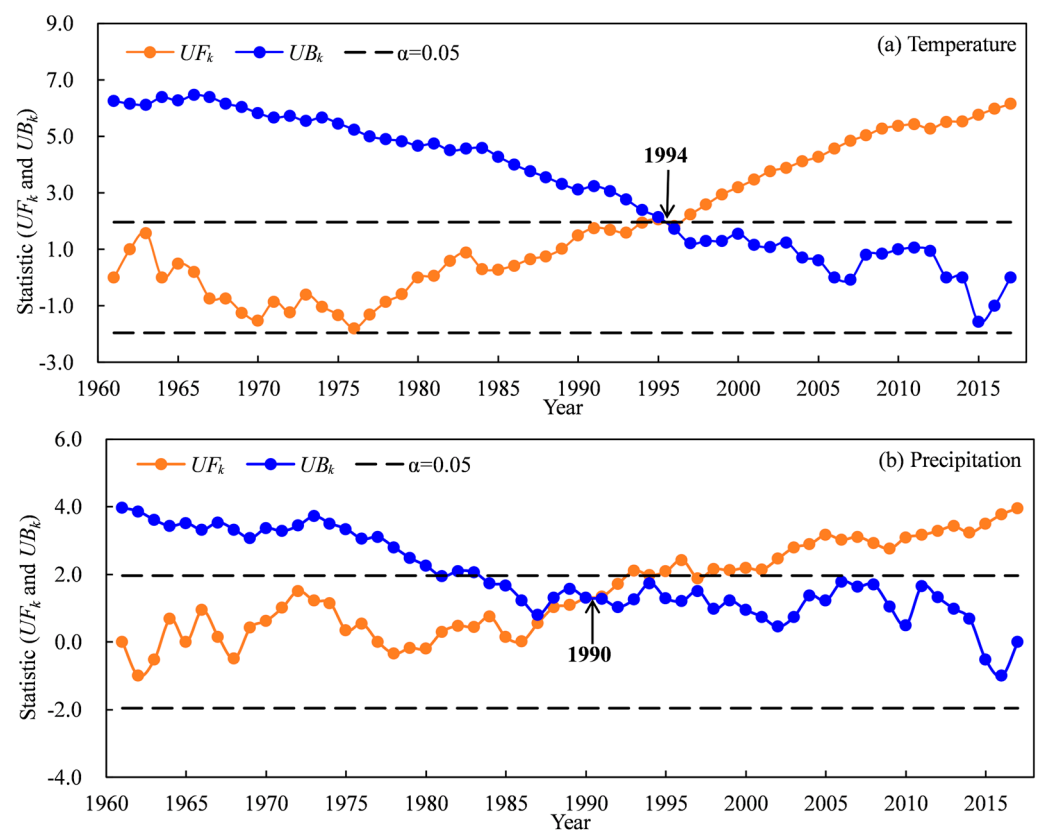 9.0
7.0
5.0
3.0
1.0
-1.0
-3.0
Statistic (UFk and UBk)
UFk UBk α=0.05
(a) Temperature
1994
1960 1965 1970 1975 1980 1985 1990 1995 2000 2005 2010 2015
Year
6.0
4.0
2.0
0.0
-2.0
-4.0
Statistic (UFk and UBk)
UFk UBk α=0.05
(b) Precipitation
1990
1960 1965 1970 1975 1980 1985 1990 1995 2000 2005 2010 2015
Year